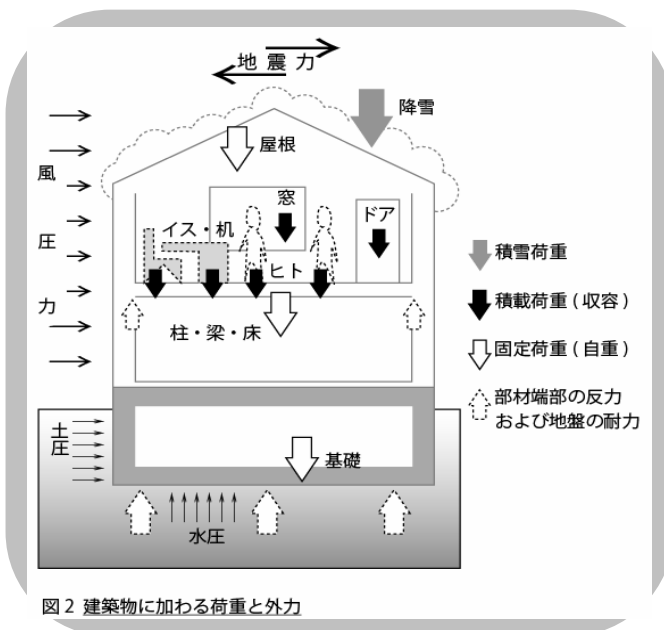 地震力
降雪
屋根
風圧力
窓
ドア
イス・机
ヒト
柱・梁・床
積雪荷重
積載荷重(収容)
固定荷重(自重)
部材端部の反力
および地盤の耐力
土圧
基礎
水圧
図2 建築物に加わる荷重と外力